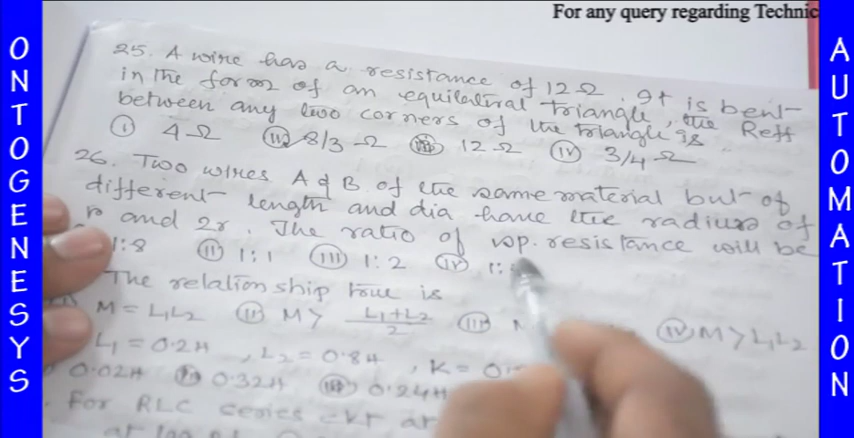 For any query regarding Technic
ONTOGENESYS
AUTOMATION
25. A wire has a resistance of 12Ω. It is bent
in the form of an equilateral triangle, the Reff
between any two corners of the triangle is
(i) 4Ω (ii) 8/3 Ω (iii) 12Ω (iv) 3/4 Ω
26. Two wires A & B of the same material but of
different length and dia have the radius of
r and 2r. The ratio of sp. resistance will be
1:8 (ii) 1:1 (iii) 1:2 (iv) 1:
The relationship true is
M = L1L2 (ii) M > L1+L2/2 (iii) (iv) M > L1L2
L1 = 0.2H, L2 = 0.8H, K = 0.
0.02H (ii) 0.32H (iii) 0.24H
For RLC series ckt at